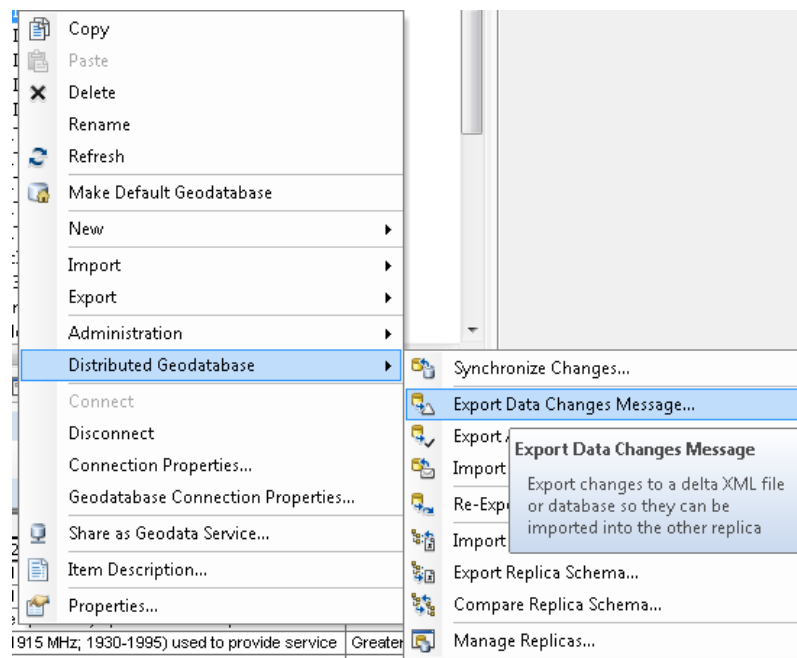 Copy
Paste
Delete
Rename
Refresh
Make Default Geodatabase
New
Import
Export
Administration
Distributed Geodatabase
Connect
Disconnect
Connection Properties...
Geodatabase Connection Properties...
Share as Geodata Service...
Item Description...
Properties...
Synchronize Changes...
Export Data Changes Message...
Export
Import
Import
Export Replica Schema...
Compare Replica Schema...
Manage Replicas...
Export Data Changes Message
Export changes to a delta XML file
or database so they can be
imported into the other replica
1915 MHz; 1930-1995) used to provide service Greater